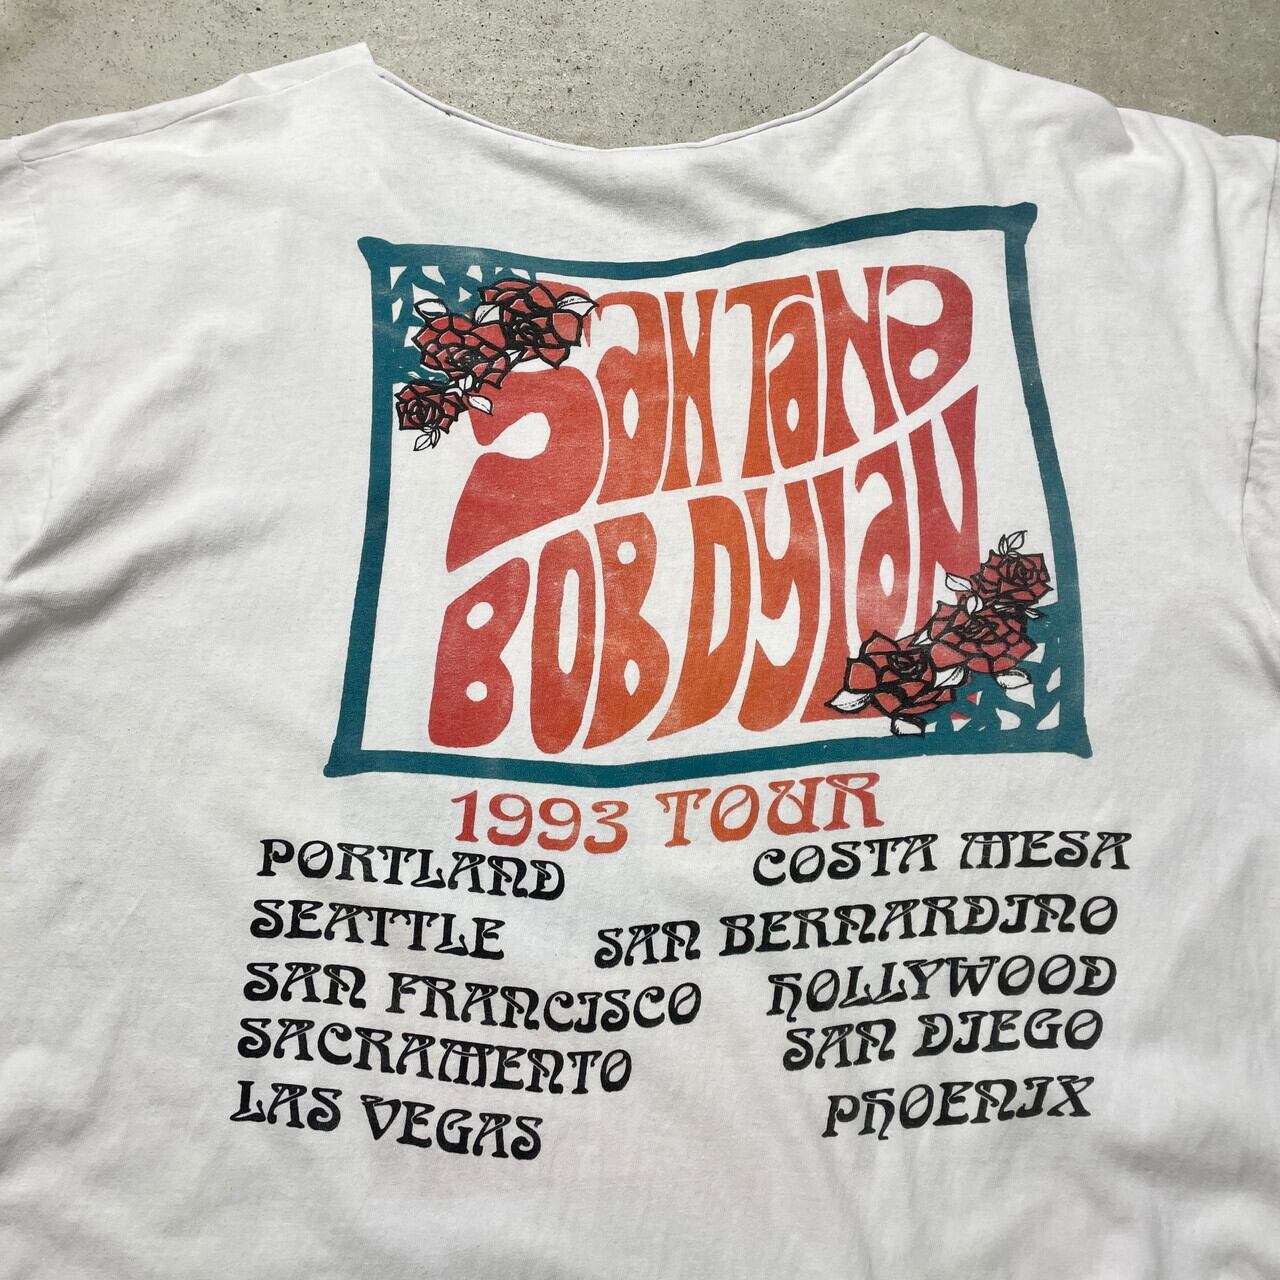 SANTANA
BOB DYLAN
1993 TOUR
PORTLAND
SEATTLE
SAN FRANCISCO
SACRAMENTO
LAS VEGAS
COSTA MESA
SAN BERNARDINO
HOLLYWOOD
SAN DIEGO
PHOENIX